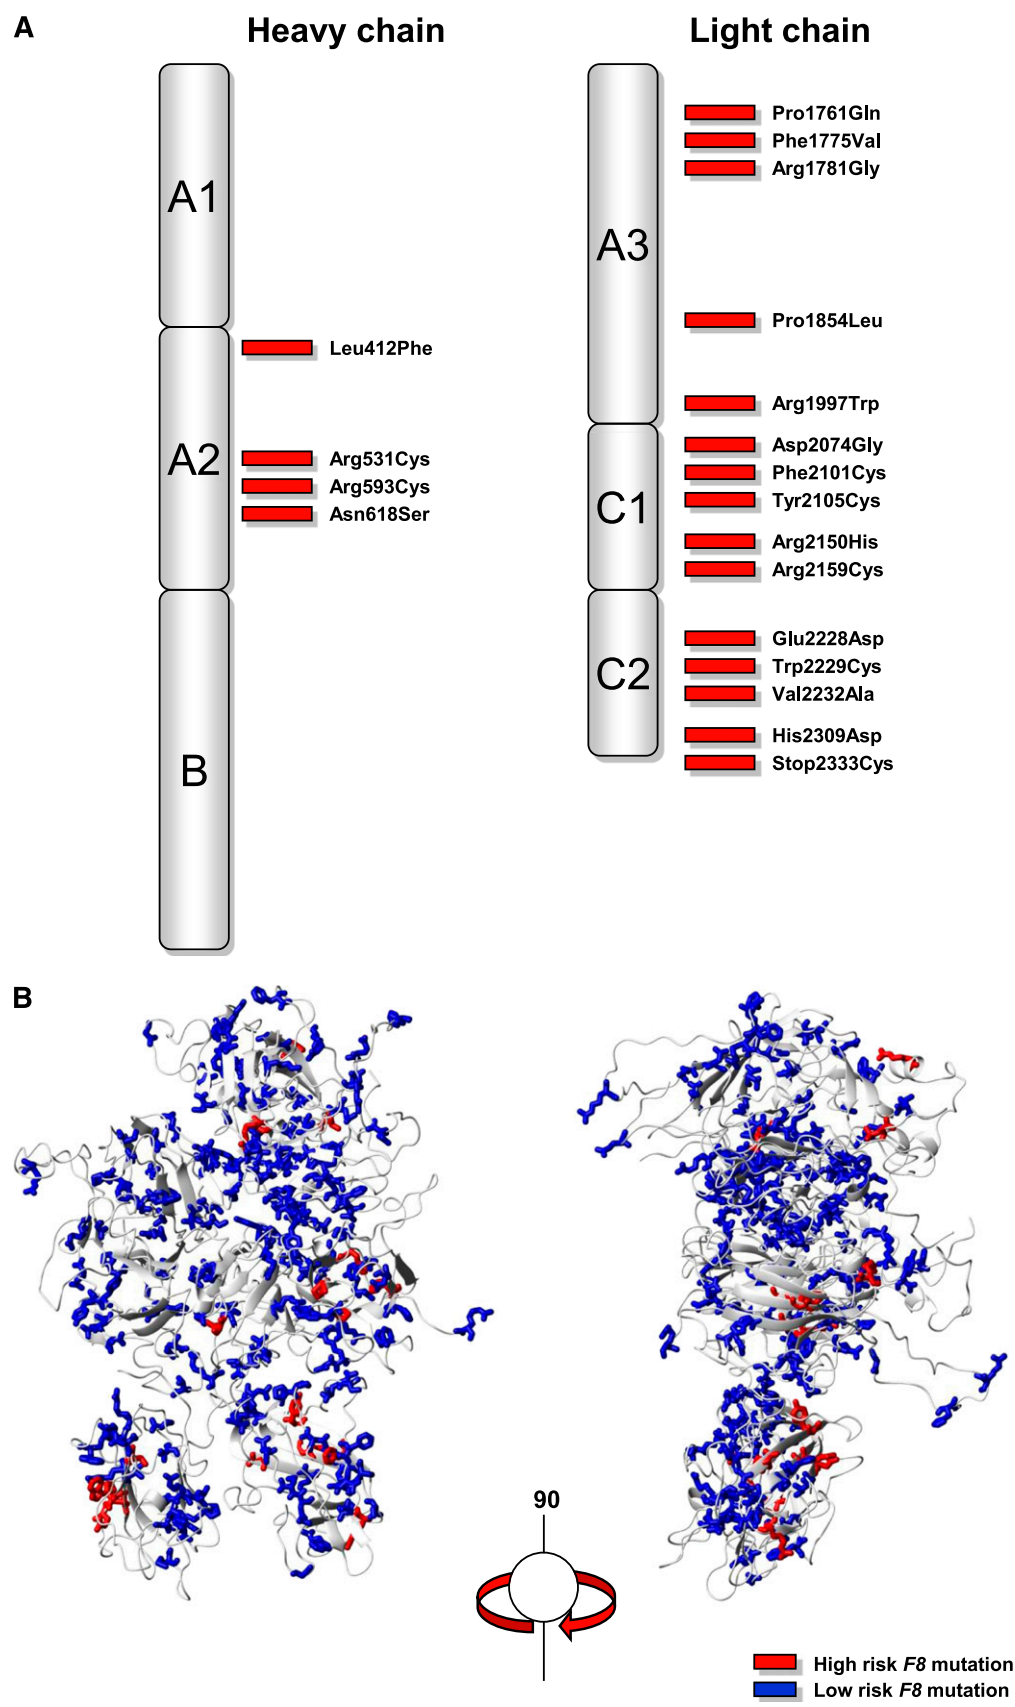 A
Heavy chain
Light chain
A1
A2
B
Leu412Phe
Arg531Cys
Arg593Cys
Asn618Ser
A3
C1
C2
Pro1761Gln
Phe1775Val
Arg1781Gly
Pro1854Leu
Arg1997Trp
Asp2074Gly
Phe2101Cys
Tyr2105Cys
Arg2150His
Arg2159Cys
Glu2228Asp
Trp2229Cys
Val2232Ala
His2309Asp
Stop2333Cys
B
90
High risk F8 mutation
Low risk F8 mutation